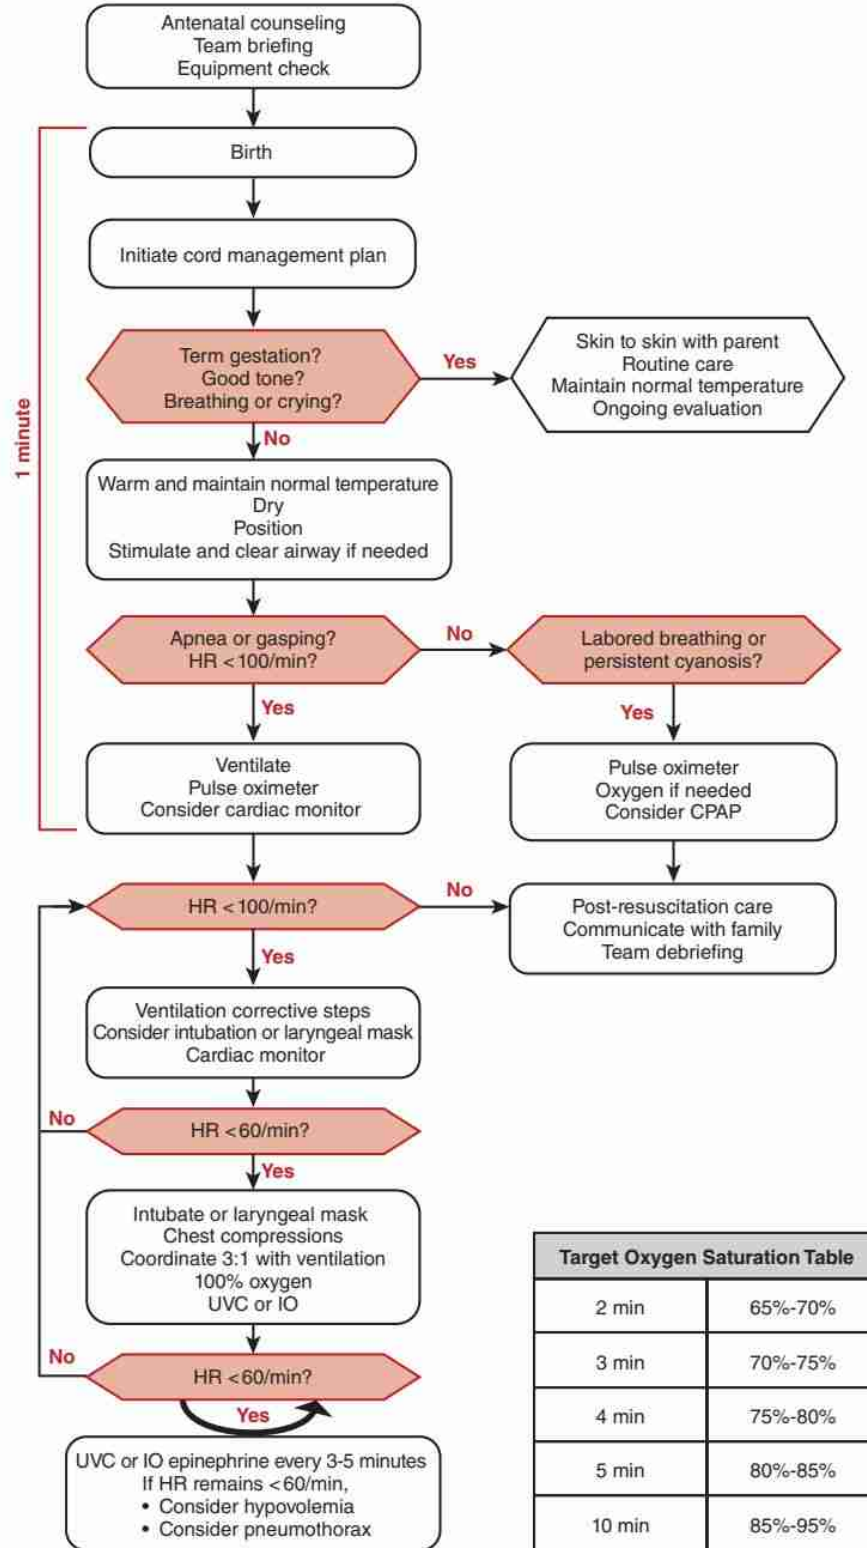 Antenatal counseling
Team briefing
Equipment check
Birth
Initiate cord management plan
1 minute
Term gestation?
Good tone?
Breathing or crying?
Yes
Skin to skin with parent
Routine care
Maintain normal temperature
Ongoing evaluation
No
Warm and maintain normal temperature
Dry
Position
Stimulate and clear airway if needed
Apnea or gasping?
HR <100/min?
No
Labored breathing or
persistent cyanosis?
Yes
Yes
Ventilate
Pulse oximeter
Consider cardiac monitor
Pulse oximeter
Oxygen if needed
Consider CPAP
HR <100/min?
No
Post-resuscitation care
Communicate with family
Team debriefing
Yes
Ventilation corrective steps
Consider intubation or laryngeal mask
Cardiac monitor
No
HR <60/min?
Yes
Intubate or laryngeal mask
Chest compressions
Coordinate 3:1 with ventilation
100% oxygen
UVC or IO
No
HR <60/min?
Yes
UVC or IO epinephrine every 3-5 minutes
If HR remains <60/min,
• Consider hypovolemia
• Consider pneumothorax
Target Oxygen Saturation Table
2 min 65%-70%
3 min 70%-75%
4 min 75%-80%
5 min 80%-85%
10 min 85%-95%